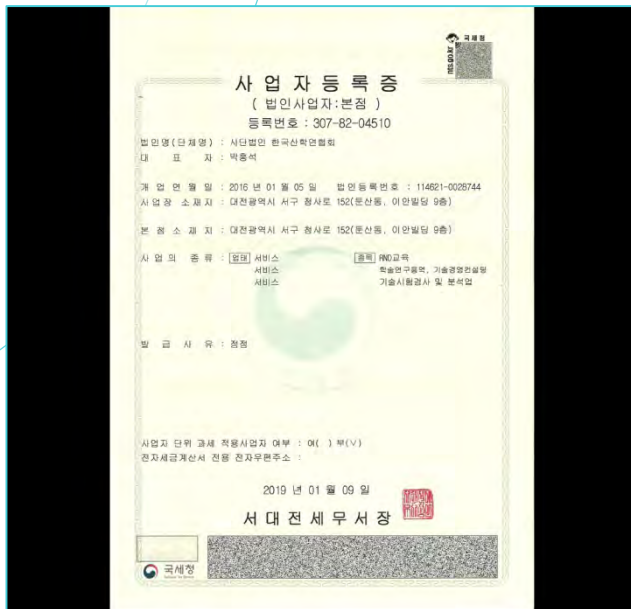 국세청
nts.go.kr
사업자등록증
( 법인사업자:본점 )
등록번호 : 307-82-04510
법인명(단체명) : 사단법인 한국산학연협회
대 표 자 : 박홍석
개 업 연 월 일 : 2016 년 01 월 05 일 법인등록번호 : 114621-0028744
사업장 소재지 : 대전광역시 서구 청사로 152(둔산동, 이안빌딩 9층)
본 점 소 재 지 : 대전광역시 서구 청사로 152(둔산동, 이안빌딩 9층)
사 업 의 종 류 : 업태 서비스 종목 RND교육
서비스 학술연구용역, 기술경영컨설팅
서비스 기술시험검사 및 분석업
발 급 사 유 : 정정
사업자 단위 과세 적용사업자 여부 : 여( ) 부(∨)
전자세금계산서 전용 전자우편주소 :
2019 년 01 월 09 일
서대전세무서장
국세청